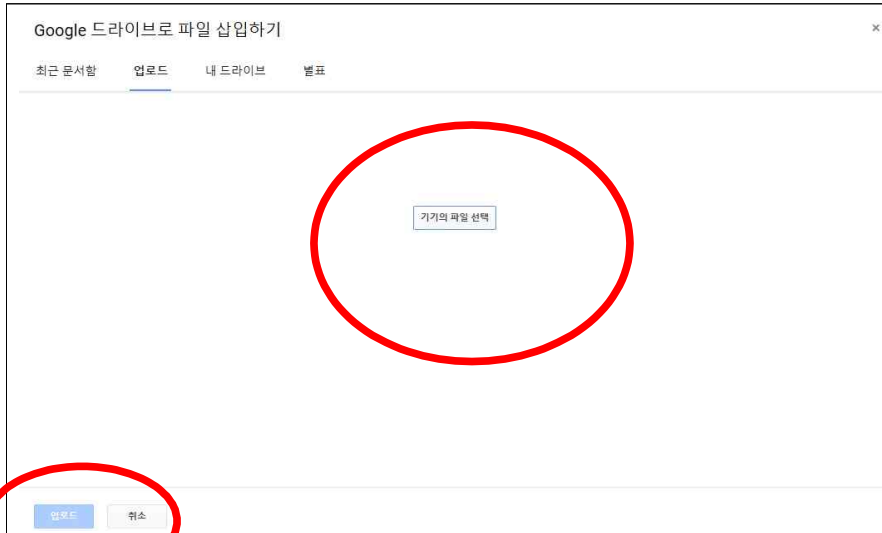 Google 드라이브로 파일 삽입하기
×
최근 문서함 업로드 내 드라이브 별표
기기의 파일 선택
업로드 취소